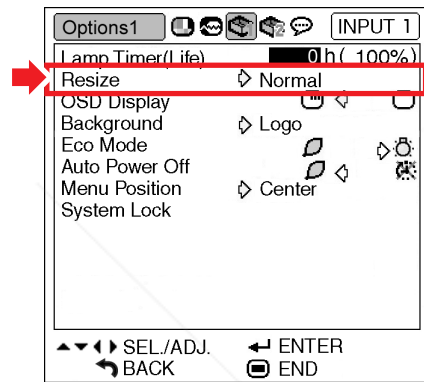 Options1 INPUT 1
Lamp Timer(Life) 0 h ( 100%)
Resize Normal
OSD Display
Background Logo
Eco Mode
Auto Power Off
Menu Position Center
System Lock
SEL./ADJ. ENTER
BACK END